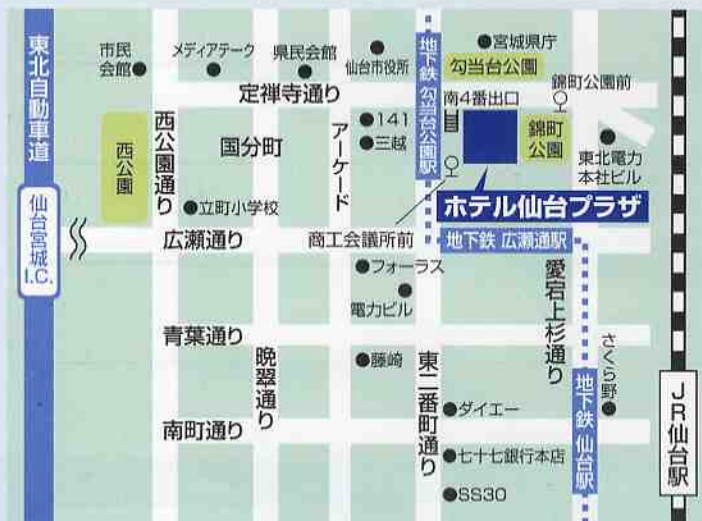 東北自動車道
仙台宮城
I.C.
市民
会館
メディアテーク
県民会館
仙台市役所
宮城県庁
勾当台公園
地下鉄 勾当台公園駅
南4番出口
錦町公園前
定禅寺通り
西公園
西公園通り
国分町
アーケード
141
三越
錦町
公園
東北電力
本社ビル
立町小学校
ホテル仙台プラザ
広瀬通り
商工会議所前
地下鉄 広瀬通駅
フォーラス
電力ビル
愛宕上杉通り
青葉通り
晩翠通り
藤崎
東二番町通り
さくら野
地下鉄 仙台駅
JR仙台駅
ダイエー
南町通り
七十七銀行本店
SS30